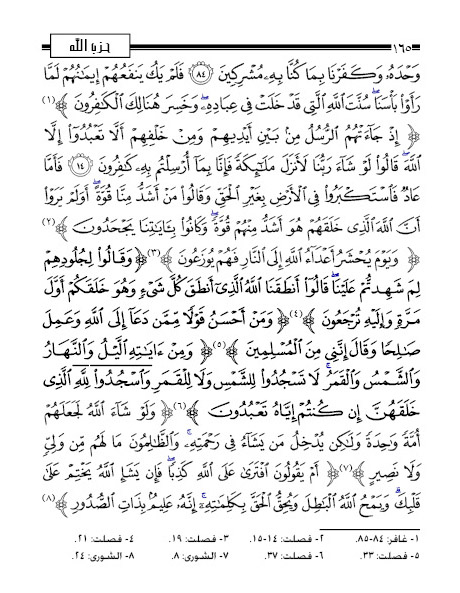 ١٦٥ حزب الله
وَحْدَهُۥ وَكَفَرْنَا بِمَا كُنَّا بِهِۦ مُشْرِكِينَ ﴿٨٤﴾ فَلَمْ يَكُ يَنفَعُهُمْ إِيمَـٰنُهُمْ لَمَّا
رَأَوْا۟ بَأْسَنَا ۖ سُنَّتَ ٱللَّهِ ٱلَّتِى قَدْ خَلَتْ فِى عِبَادِهِۦ ۖ وَخَسِرَ هُنَالِكَ ٱلْكَـٰفِرُونَ ﴾(١)
﴿ إِذْ جَآءَتْهُمُ ٱلرُّسُلُ مِنۢ بَيْنِ أَيْدِيهِمْ وَمِنْ خَلْفِهِمْ أَلَّا تَعْبُدُوٓا۟ إِلَّا
ٱللَّهَ ۖ قَالُوا۟ لَوْ شَآءَ رَبُّنَا لَأَنزَلَ مَلَـٰٓئِكَةً فَإِنَّا بِمَآ أُرْسِلْتُم بِهِۦ كَـٰفِرُونَ ﴿١٤﴾ فَأَمَّا
عَادٌ فَٱسْتَكْبَرُوا۟ فِى ٱلْأَرْضِ بِغَيْرِ ٱلْحَقِّ وَقَالُوا۟ مَنْ أَشَدُّ مِنَّا قُوَّةً ۖ أَوَلَمْ يَرَوْا۟
أَنَّ ٱللَّهَ ٱلَّذِى خَلَقَهُمْ هُوَ أَشَدُّ مِنْهُمْ قُوَّةً ۖ وَكَانُوا۟ بِـَٔايَـٰتِنَا يَجْحَدُونَ ﴾(٢)
﴿ وَيَوْمَ يُحْشَرُ أَعْدَآءُ ٱللَّهِ إِلَى ٱلنَّارِ فَهُمْ يُوزَعُونَ ﴾(٣) ﴿ وَقَالُوا۟ لِجُلُودِهِمْ
لِمَ شَهِدتُّمْ عَلَيْنَا ۖ قَالُوٓا۟ أَنطَقَنَا ٱللَّهُ ٱلَّذِىٓ أَنطَقَ كُلَّ شَىْءٍ وَهُوَ خَلَقَكُمْ أَوَّلَ
مَرَّةٍ وَإِلَيْهِ تُرْجَعُونَ ﴾(٤) ﴿ وَمَنْ أَحْسَنُ قَوْلًا مِّمَّن دَعَآ إِلَى ٱللَّهِ وَعَمِلَ
صَـٰلِحًا وَقَالَ إِنَّنِى مِنَ ٱلْمُسْلِمِينَ ﴾(٥) ﴿ وَمِنْ ءَايَـٰتِهِ ٱلَّيْلُ وَٱلنَّهَارُ
وَٱلشَّمْسُ وَٱلْقَمَرُ ۚ لَا تَسْجُدُوا۟ لِلشَّمْسِ وَلَا لِلْقَمَرِ وَٱسْجُدُوا۟ لِلَّهِ ٱلَّذِى
خَلَقَهُنَّ إِن كُنتُمْ إِيَّاهُ تَعْبُدُونَ ﴾(٦) ﴿ وَلَوْ شَآءَ ٱللَّهُ لَجَعَلَهُمْ
أُمَّةً وَٰحِدَةً وَلَـٰكِن يُدْخِلُ مَن يَشَآءُ فِى رَحْمَتِهِۦ ۚ وَٱلظَّـٰلِمُونَ مَا لَهُم مِّن وَلِىٍّ
وَلَا نَصِيرٍ ﴾(٧) ﴿ أَمْ يَقُولُونَ ٱفْتَرَىٰ عَلَى ٱللَّهِ كَذِبًا ۖ فَإِن يَشَإِ ٱللَّهُ يَخْتِمْ عَلَىٰ
قَلْبِكَ ۗ وَيَمْحُ ٱللَّهُ ٱلْبَـٰطِلَ وَيُحِقُّ ٱلْحَقَّ بِكَلِمَـٰتِهِۦٓ ۚ إِنَّهُۥ عَلِيمٌۢ بِذَاتِ ٱلصُّدُورِ ﴾(٨)
١- غافر: ٨٤-٨٥. ٢- فصلت: ١٤-١٥. ٣- فصلت: ١٩. ٤- فصلت: ٢١.
٥- فصلت: ٣٣. ٦- فصلت: ٣٧. ٧- الشورى: ٨. ٨- الشورى: ٢٤.